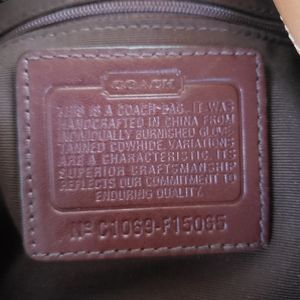 COACH
THIS IS A COACH BAG. IT WAS
HANDCRAFTED IN CHINA FROM
INDIVIDUALLY BURNISHED GLOVE
TANNED COWHIDE. VARIATIONS
ARE A CHARACTERISTIC. ITS
SUPERIOR CRAFTSMANSHIP
REFLECTS OUR COMMITMENT TO
ENDURING QUALITY.
Nº C1069-F15065